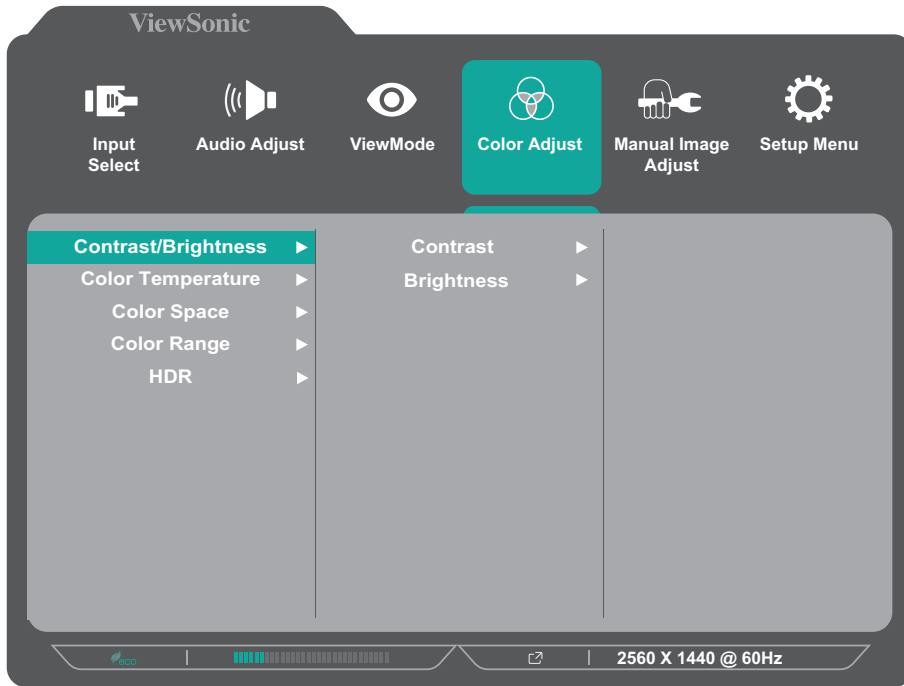 ViewSonic
Input
Select
Audio Adjust
ViewMode
Color Adjust
Manual Image
Adjust
Setup Menu
Contrast/Brightness
Color Temperature
Color Space
Color Range
HDR
Contrast
Brightness
eco
2560 X 1440 @ 60Hz